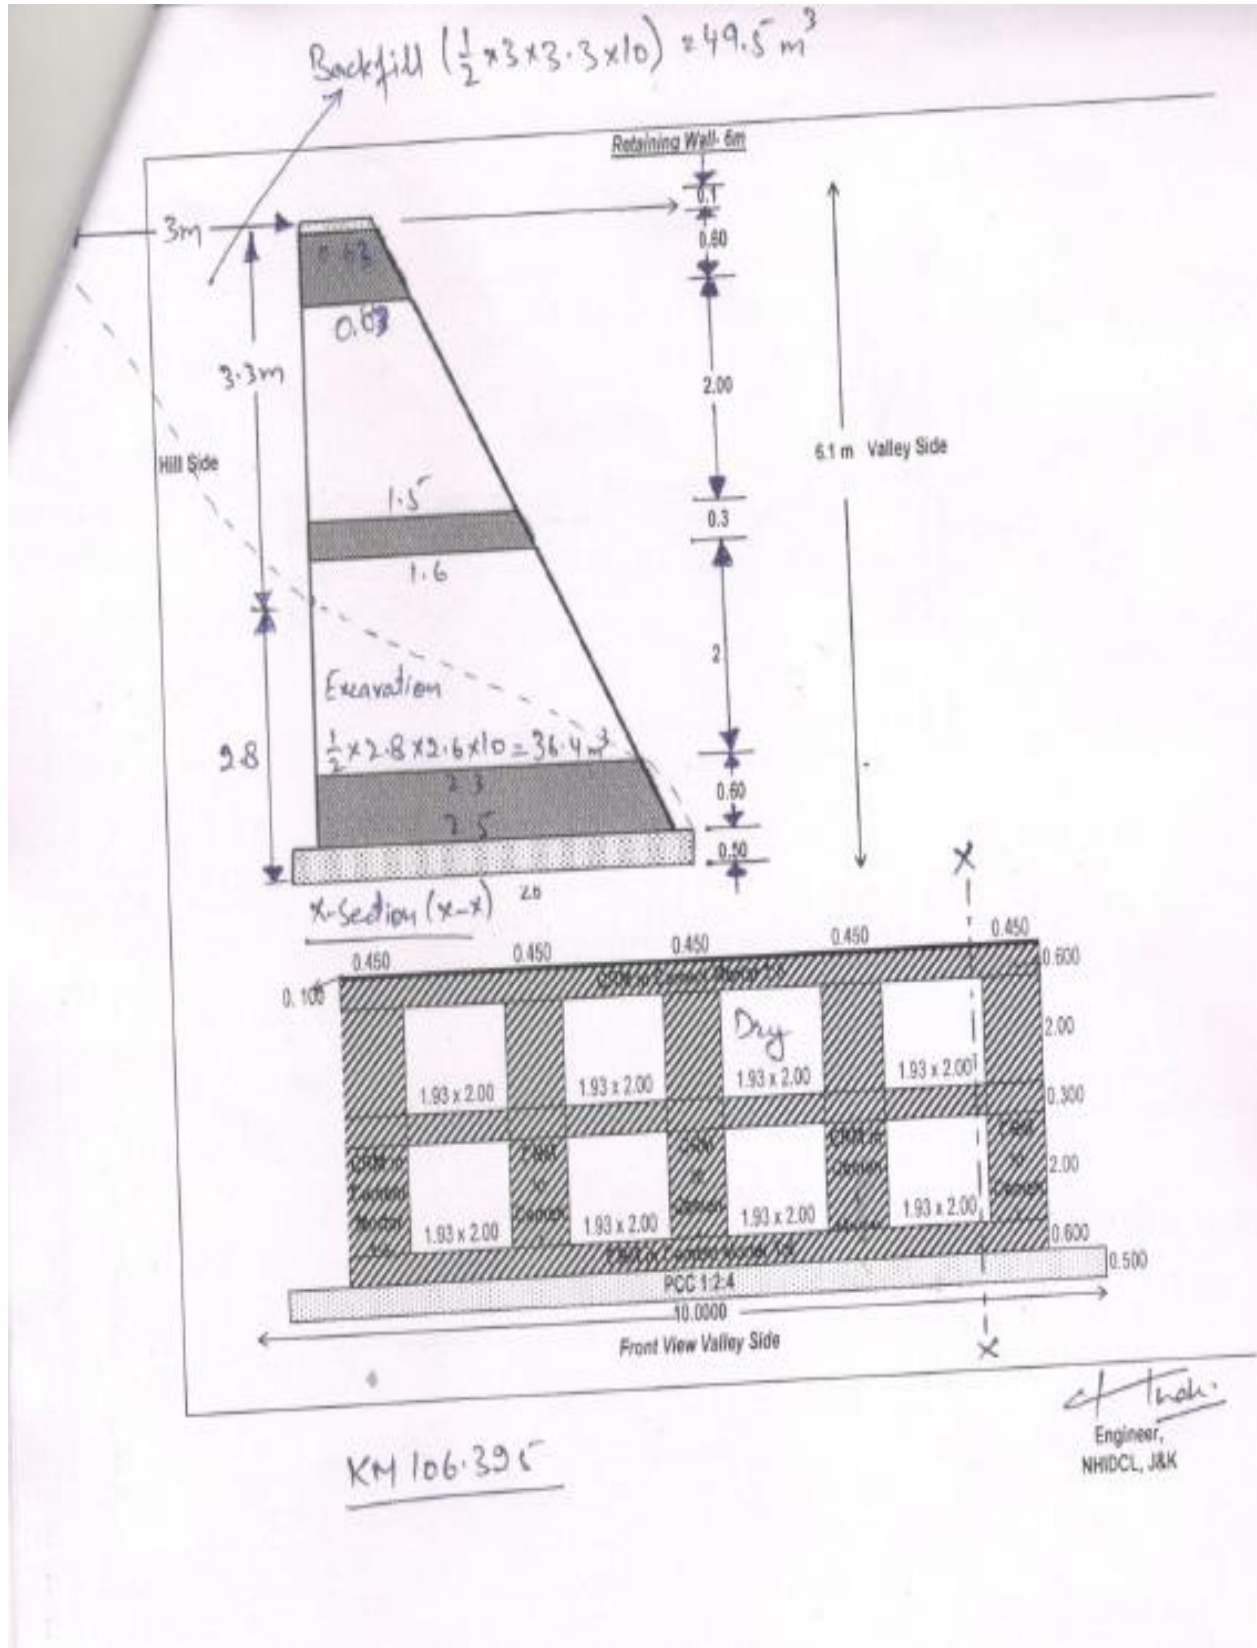 Backfill (1/2 x 3 x 3.3 x 10) = 49.5 m³
Retaining Wall- 6m
0.1
3m
0.60
0.63
0.63
3.3m
2.00
Hill Side
6.1 m Valley Side
1.5
0.3
1.6
2
Excavation
1/2 x 2.8 x 2.6 x 10 = 36.4 m³
2.8
2.3
0.60
2.5
0.50
X
X-Section (x-x)
0.450 0.450 0.450 0.450 0.450
0.600
0.100
Dry
2.00
1.93 x 2.00 1.93 x 2.00 1.93 x 2.00 1.93 x 2.00
0.300
CRM in Cement
2.00
1.93 x 2.00 1.93 x 2.00 1.93 x 2.00 1.93 x 2.00
0.600
0.500
PCC 1:2:4
10.0000
Front View Valley Side
X
Engineer,
NHIDCL, J&K
KM 106.395